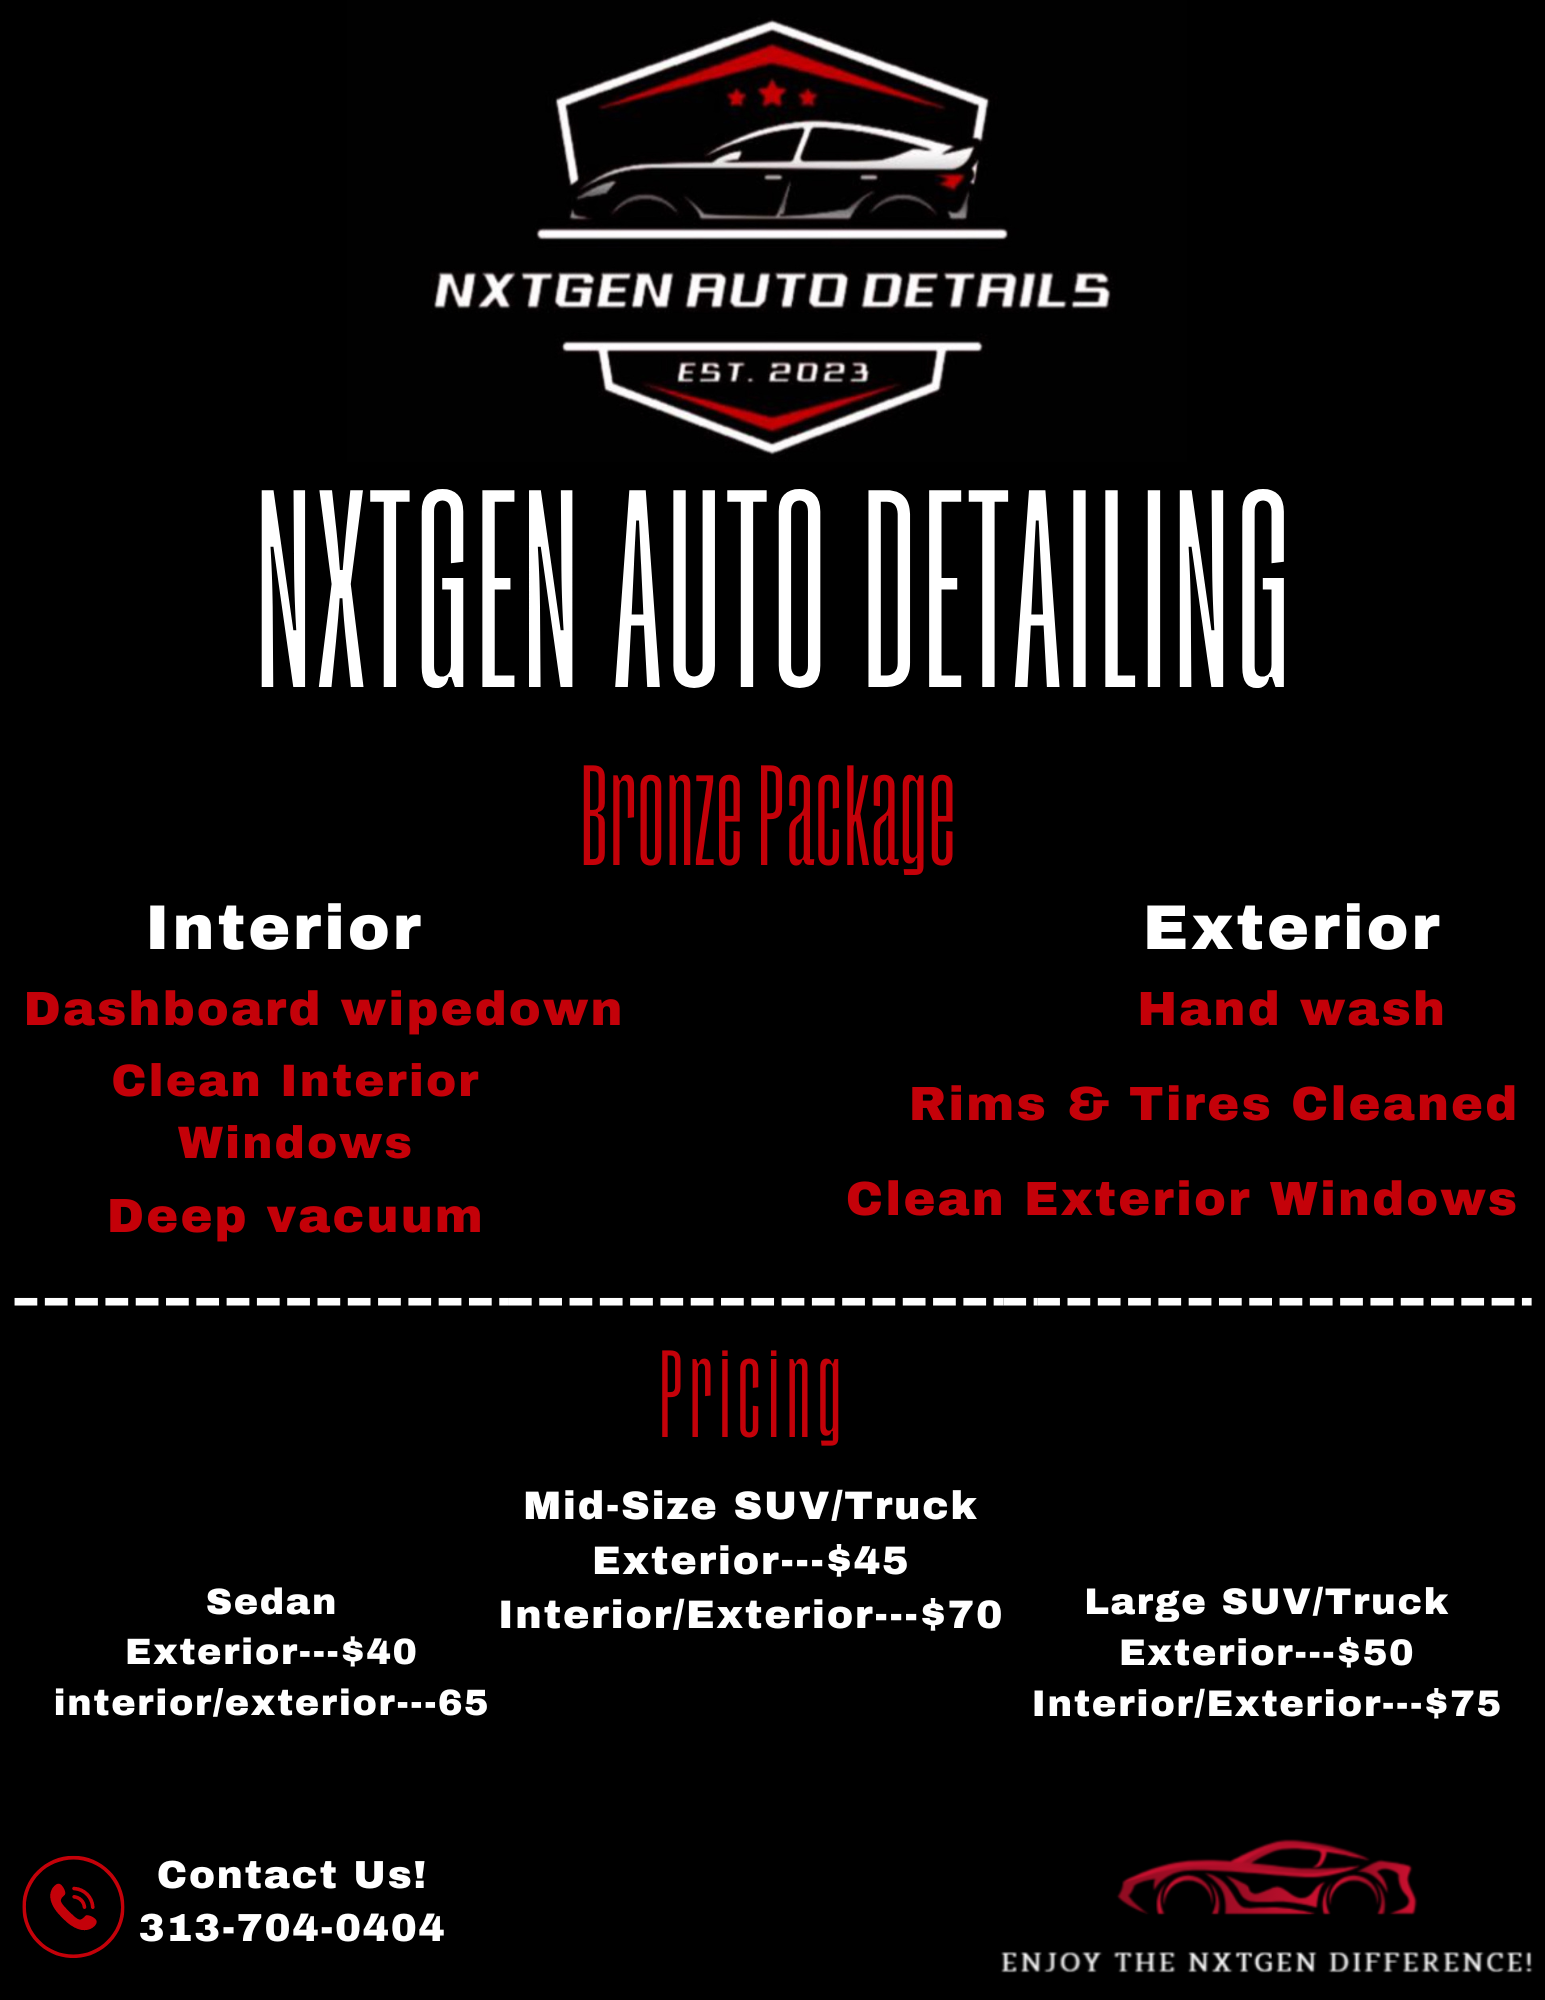 NXTGEN AUTO DETAILS
EST. 2023
NXTGEN AUTO DETAILING
Bronze Package
Interior
Dashboard wipedown
Clean Interior
Windows
Deep vacuum
Exterior
Hand wash
Rims & Tires Cleaned
Clean Exterior Windows
Pricing
Sedan
Exterior---$40
interior/exterior---65
Mid-Size SUV/Truck
Exterior---$45
Interior/Exterior---$70
Large SUV/Truck
Exterior---$50
Interior/Exterior---$75
Contact Us!
313-704-0404
ENJOY THE NXTGEN DIFFERENCE!